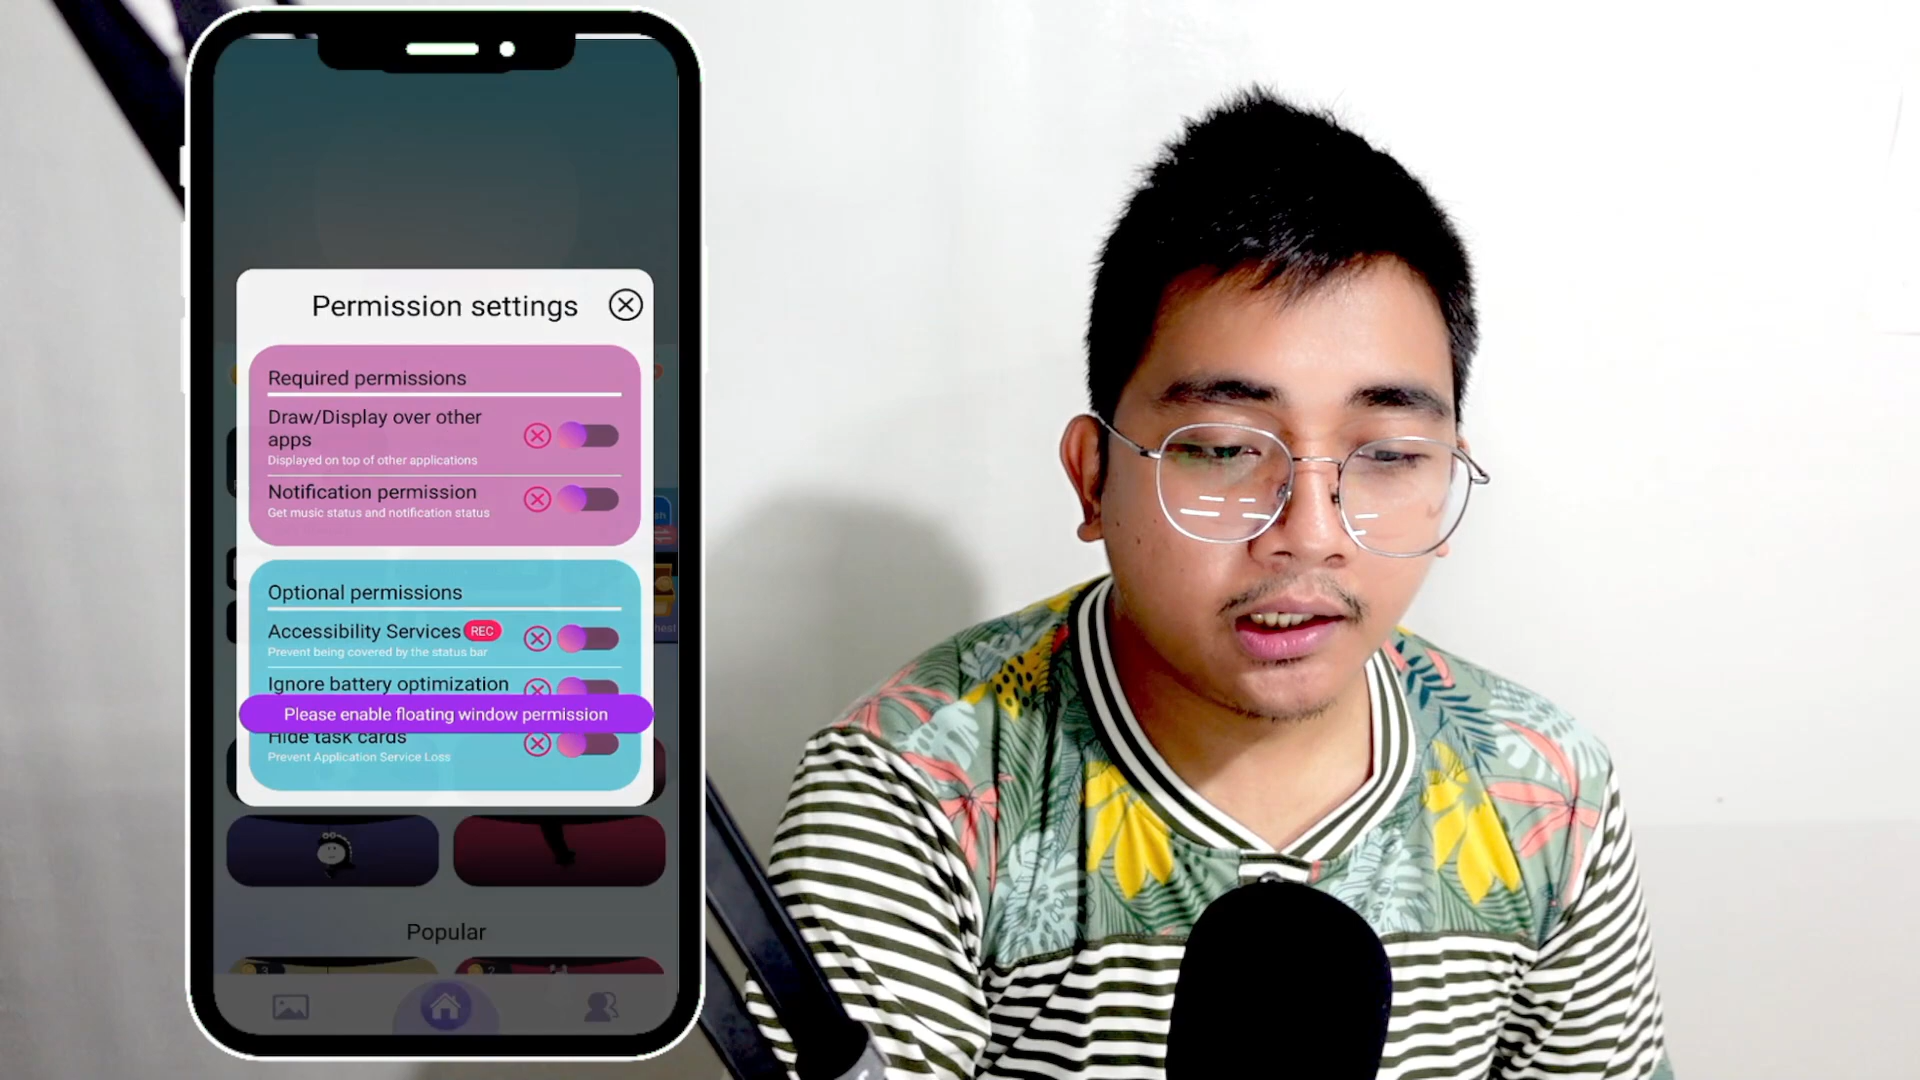 Permission settings
Required permissions
Draw/Display over other
apps
Displayed on top of other applications
Notification permission
Get music status and notification status
Optional permissions
Accessibility Services REC
Prevent being covered by the status bar
Ignore battery optimization
Please enable floating window permission
Hide task cards
Prevent Application Service Loss
Popular
3
2